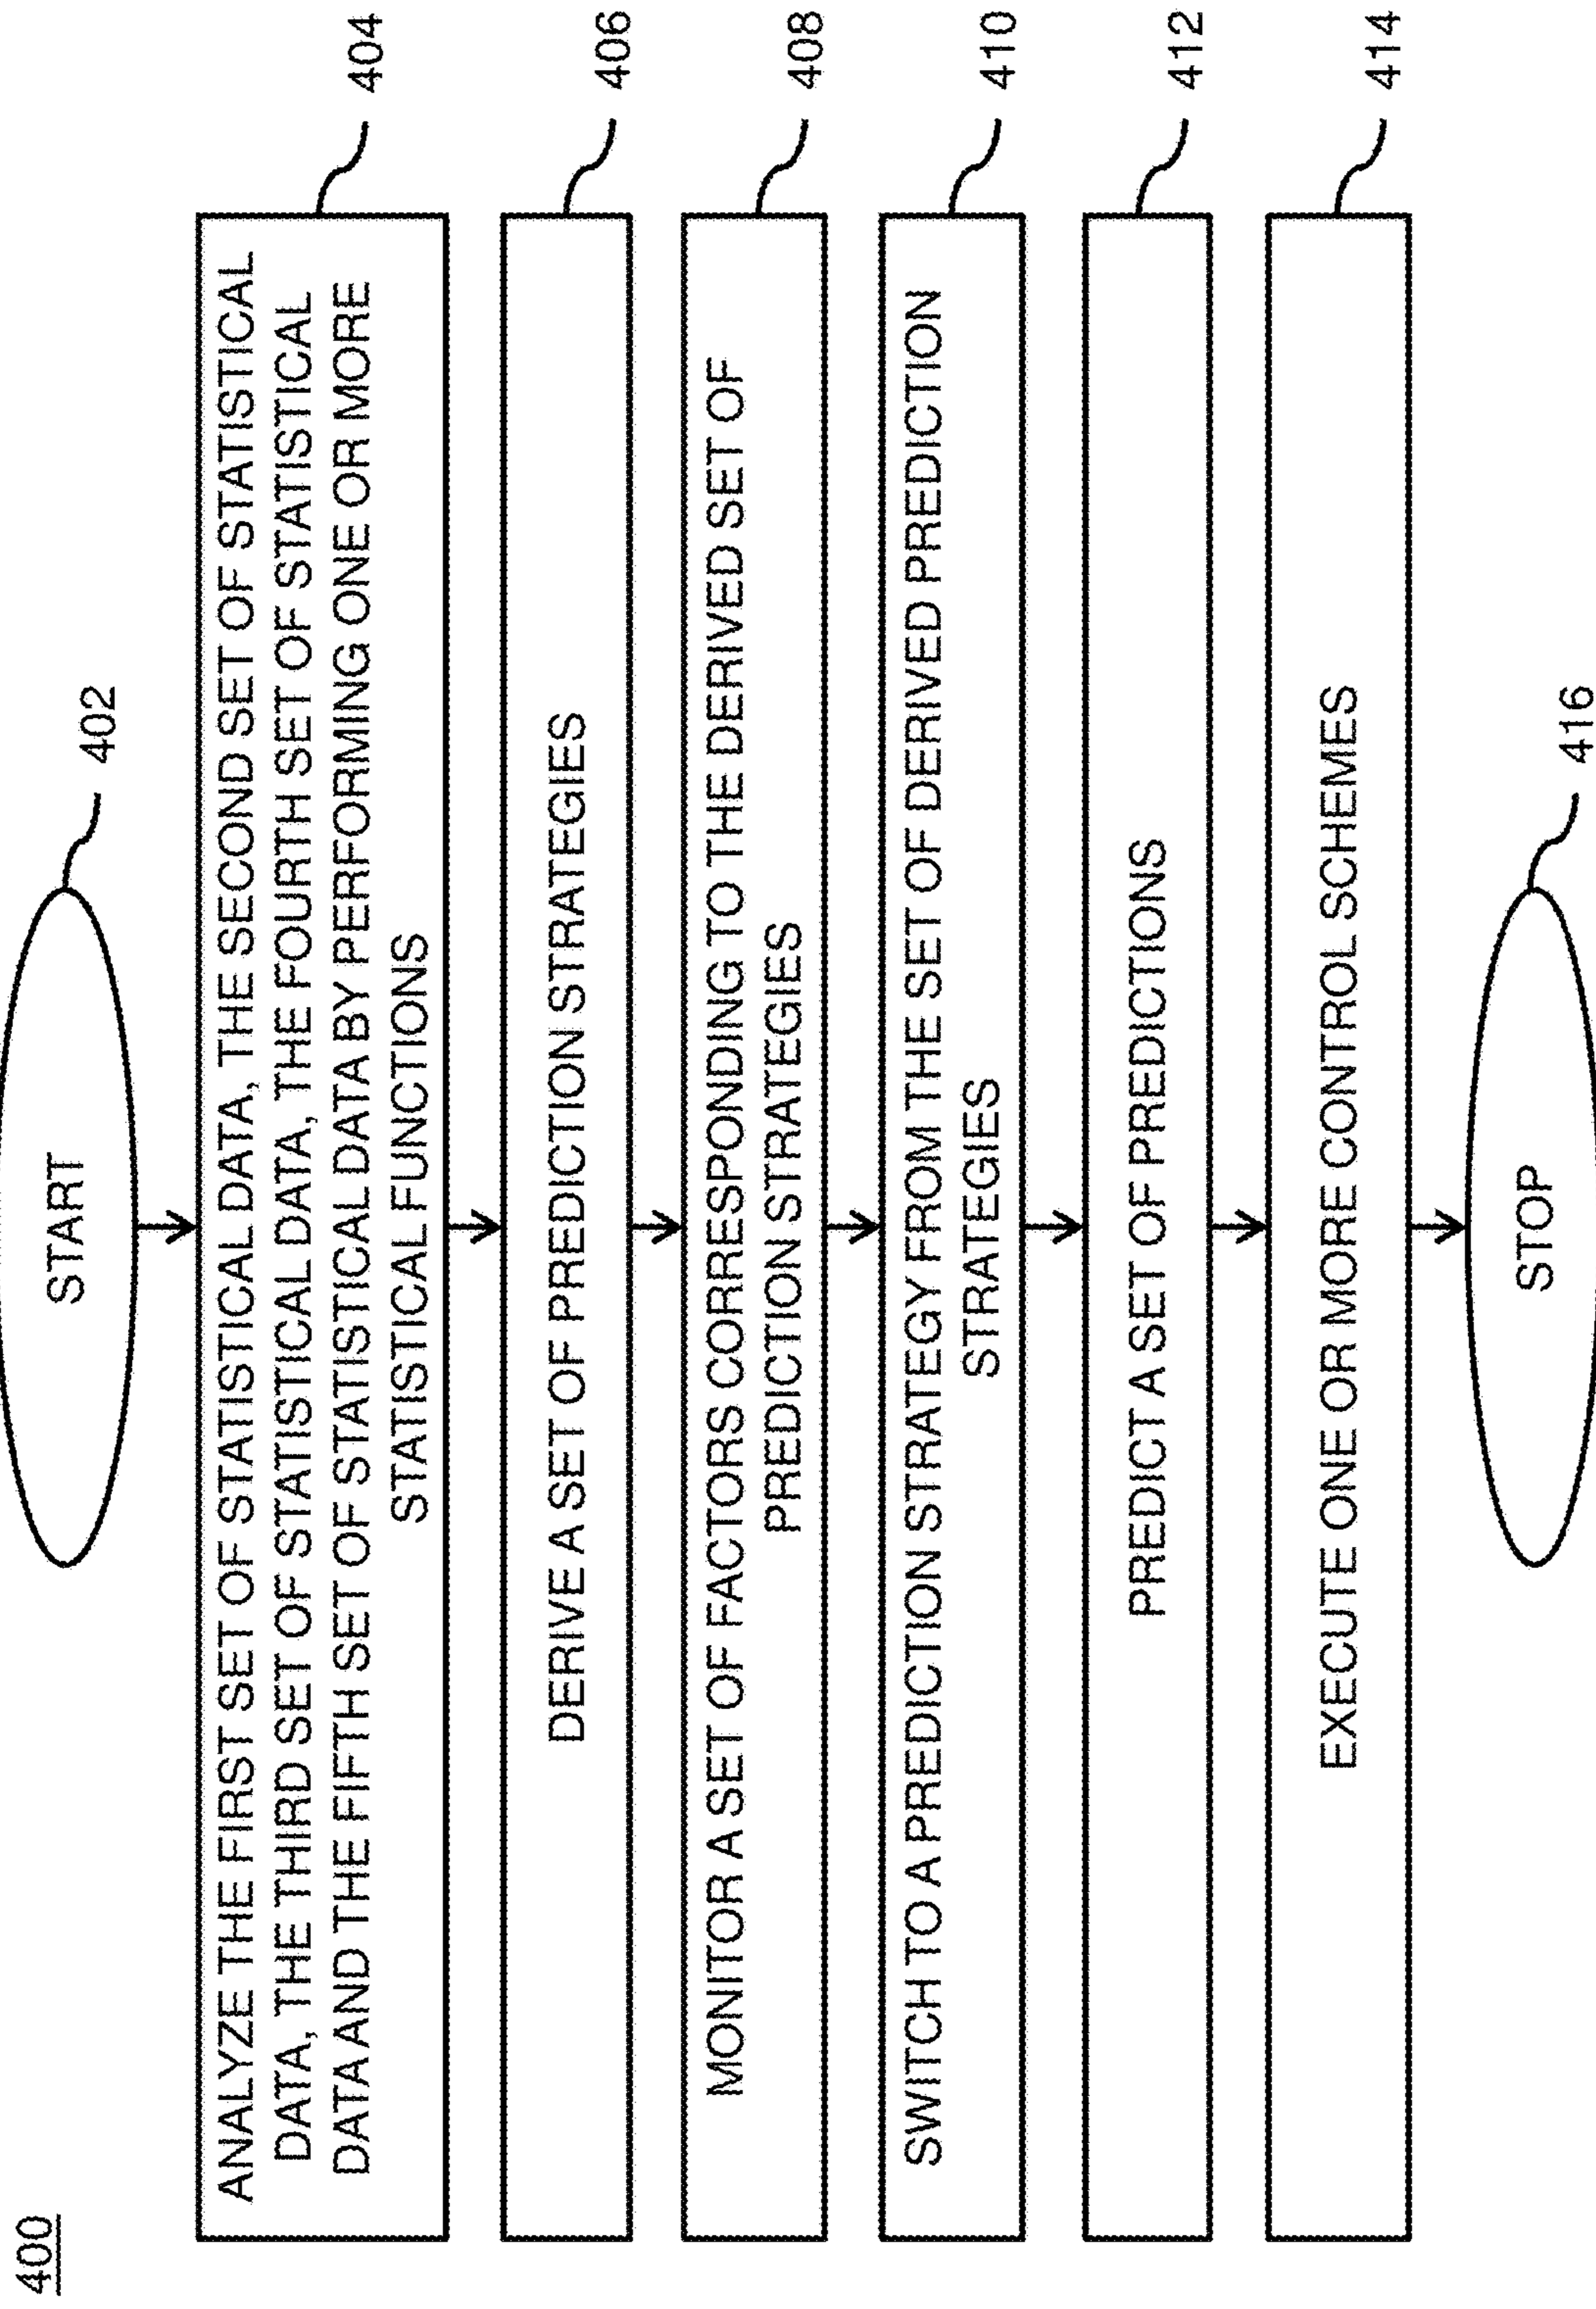 400
START
402
ANALYZE THE FIRST SET OF STATISTICAL DATA, THE SECOND SET OF STATISTICAL
DATA, THE THIRD SET OF STATISTICAL DATA, THE FOURTH SET OF STATISTICAL
DATA AND THE FIFTH SET OF STATISTICAL DATA BY PERFORMING ONE OR MORE
STATISTICAL FUNCTIONS
404
DERIVE A SET OF PREDICTION STRATEGIES
406
MONITOR A SET OF FACTORS CORRESPONDING TO THE DERIVED SET OF
PREDICTION STRATEGIES
408
SWITCH TO A PREDICTION STRATEGY FROM THE SET OF DERIVED PREDICTION
STRATEGIES
410
PREDICT A SET OF PREDICTIONS
412
EXECUTE ONE OR MORE CONTROL SCHEMES
414
STOP
416